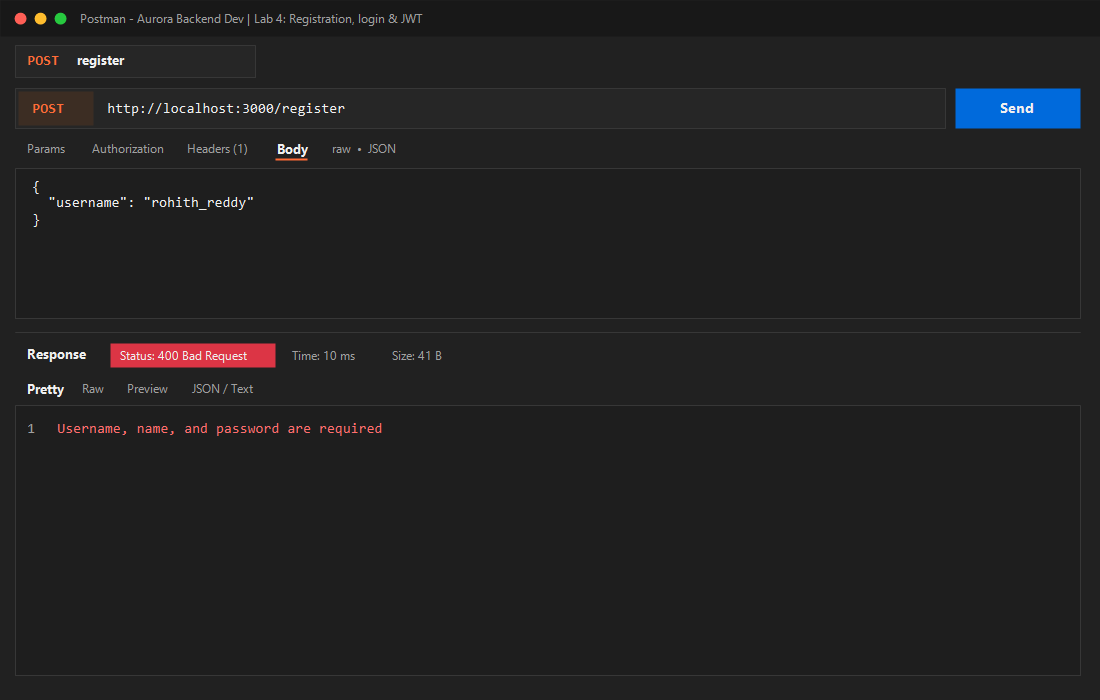 Postman - Aurora Backend Dev | Lab 4: Registration, login & JWT
POST register
POST http://localhost:3000/register Send
Params Authorization Headers (1) Body raw • JSON
{
"username": "rohith_reddy"
}
Response Status: 400 Bad Request Time: 10 ms Size: 41 B
Pretty Raw Preview JSON / Text
1 Username, name, and password are required